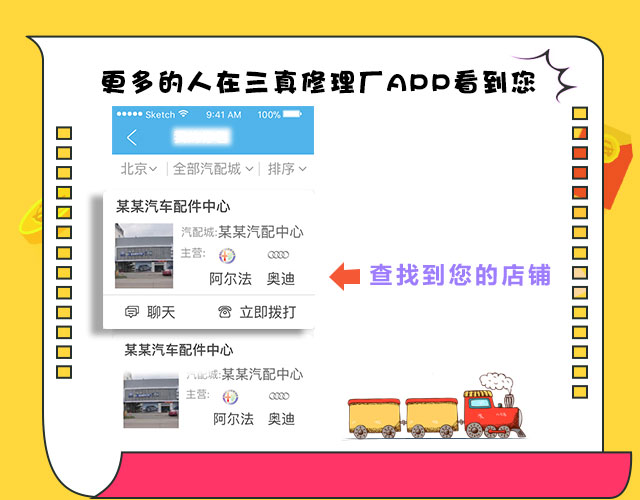 更多的人在三真修理厂APP看到您
Sketch 9:41 AM 100%
北京 全部汽配城 排序
某某汽车配件中心
汽配城:某某汽配中心
主营:
阿尔法 奥迪
聊天 立即拨打
查找到您的店铺
某某汽车配件中心
汽配城:某某汽配中心
主营:
阿尔法 奥迪